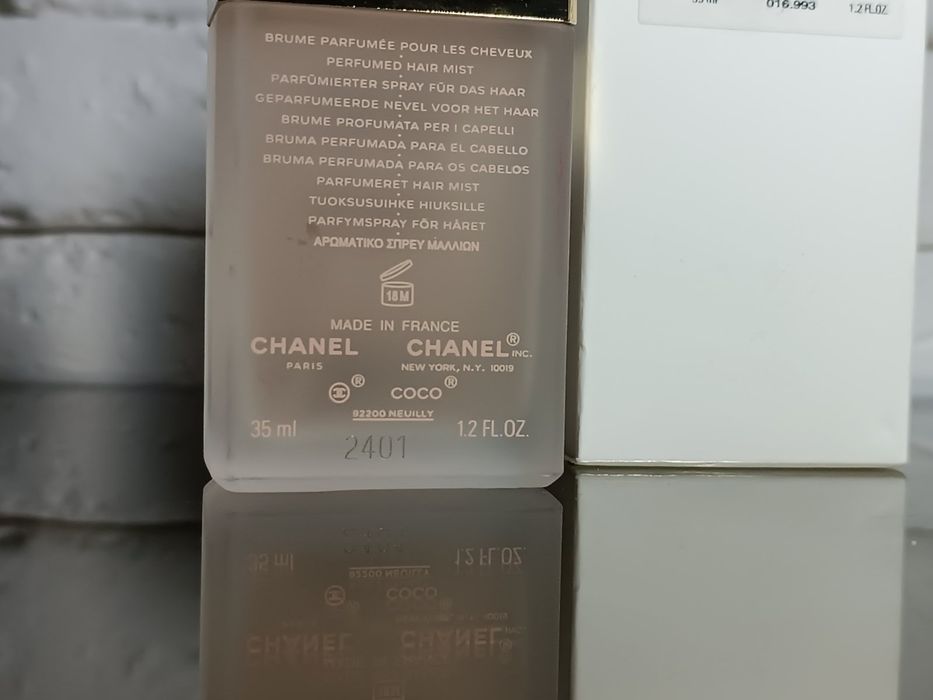 BRUME PARFUMÉE POUR LES CHEVEUX
PERFUMED HAIR MIST
PARFÜMIERTER SPRAY FÜR DAS HAAR
GEPARFUMEERDE NEVEL VOOR HET HAAR
BRUME PROFUMATA PER I CAPELLI
BRUMA PERFUMADA PARA EL CABELLO
BRUMA PERFUMADA PARA OS CABELOS
PARFUMERET HAIR MIST
TUOKSUSUIHKE HIUKSILLE
PARFYMSPRAY FÖR HÅRET
ΑΡΩΜΑΤΙΚΟ ΣΠΡΕΥ ΜΑΛΛΙΩΝ
18M
MADE IN FRANCE
CHANEL CHANEL® INC.
PARIS NEW YORK, N.Y. 10019
® COCO®
92200 NEUILLY
35 ml 1.2 FL.OZ.
2401
016.993 1.2 FL.OZ.